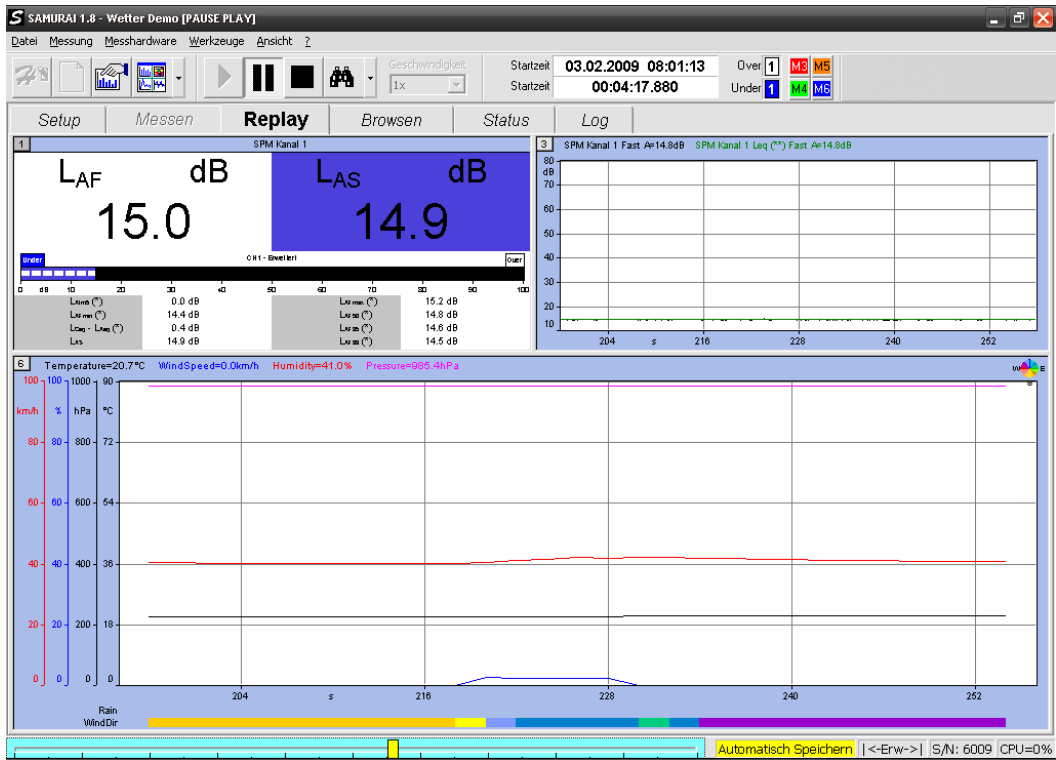 SAMURAI 1.8 - Wetter Demo [PAUSE PLAY]
Datei Messung Messhardware Werkzeuge Ansicht ?
Geschwindigkeit
1x
Startzeit 03.02.2009 08:01:13
Startzeit 00:04:17.880
Over 1 M3 M5
Under 1 M4 M6
Setup Messen Replay Browsen Status Log
1 SPM Kanal 1
LAF dB LAS dB
15.0 14.9
Under CH1 - Erweitert Over
0 dB 10 20 30 40 50 60 70 80 90 100
0.0 dB 15.2 dB
14.4 dB 14.8 dB
0.4 dB 14.6 dB
14.9 dB 14.5 dB
3 SPM Kanal 1 Fast A=14.8dB SPM Kanal 1 Leq (**) Fast A=14.8dB
80
dB
70
60
50
40
30
20
10
204 s 216 228 240 252
6 Temperature=20.7°C WindSpeed=0.0km/h Humidity=41.0% Pressure=985.4hPa
W E
S
100 100 1000 90
km/h % hPa °C
80 80 800 72
60 60 600 54
40 40 400 36
20 20 200 18
0 0 0 0
204 s 216 228 240 252
Rain
WindDir
Automatisch Speichern |<-Erw->| S/N: 6009 CPU=0%